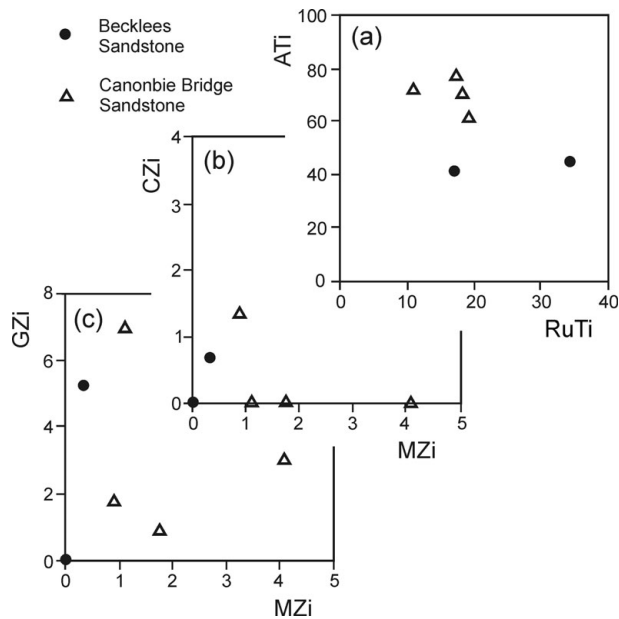 Becklees
Sandstone
Canonbie Bridge
Sandstone
(a)
ATi
100
80
60
40
20
0
0 10 20 30 40
RuTi
(b)
CZi
4
3
2
1
0
0 1 2 3 4 5
MZi
(c)
GZi
8
6
4
2
0
0 1 2 3 4 5
MZi